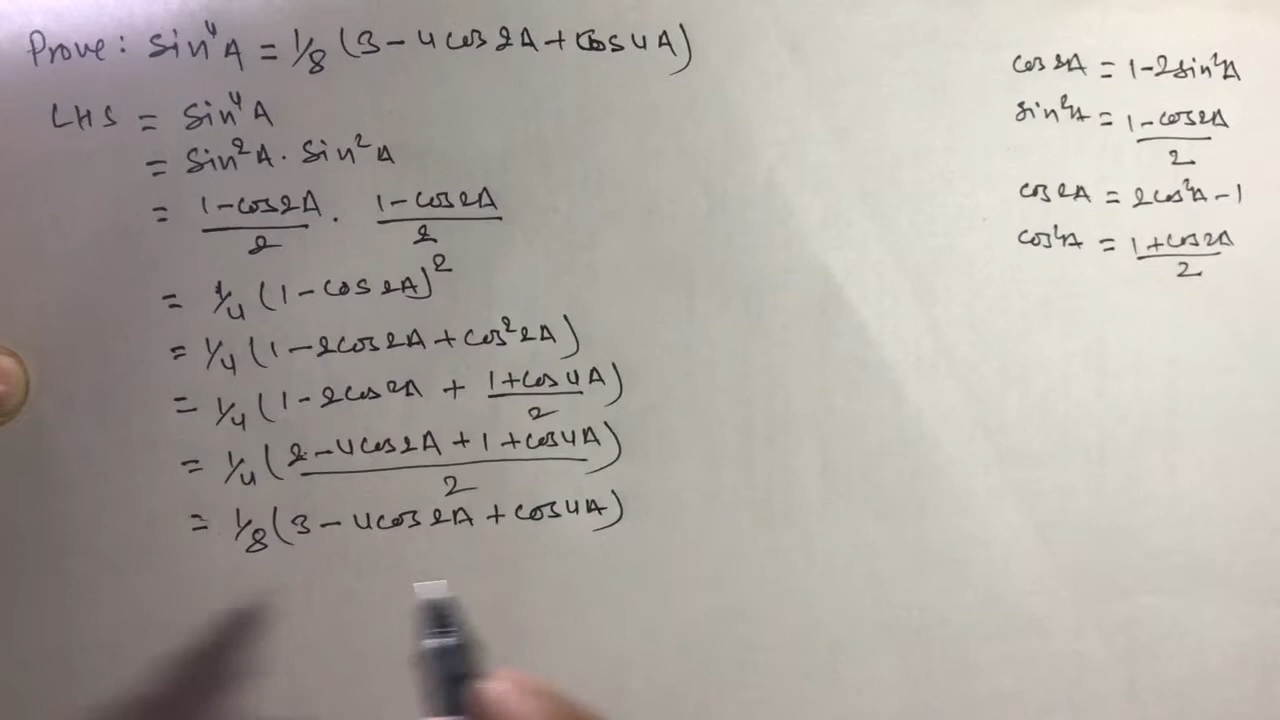 Prove: sin⁴A = 1/8 (3 - 4cos2A + cos4A)
LHS = sin⁴A
= sin²A · sin²A
= (1-cos2A)/2 · (1-cos2A)/2
= 1/4 (1 - cos2A)²
= 1/4 (1 - 2cos2A + cos²2A)
= 1/4 (1 - 2cos2A + (1+cos4A)/2)
= 1/4 ((2 - 4cos2A + 1 + cos4A)/2)
= 1/8 (3 - 4cos2A + cos4A)
cos2A = 1-2sin²A
sin²A = (1-cos2A)/2
cos2A = 2cos²A - 1
cos²A = (1+cos2A)/2